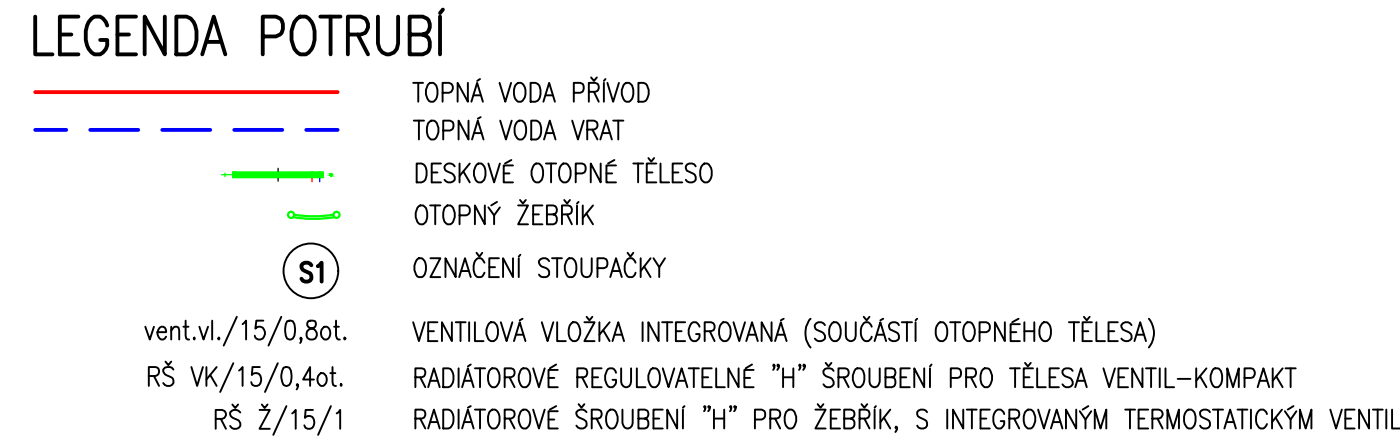 LEGENDA POTRUBÍ
TOPNÁ VODA PŘÍVOD
TOPNÁ VODA VRAT
DESKOVÉ OTOPNÉ TĚLESO
OTOPNÝ ŽEBŘÍK
S1 OZNAČENÍ STOUPAČKY
vent.vl./15/0,8ot. VENTILOVÁ VLOŽKA INTEGROVANÁ (SOUČÁSTÍ OTOPNÉHO TĚLESA)
RŠ VK/15/0,4ot. RADIÁTOROVÉ REGULOVATELNÉ "H" ŠROUBENÍ PRO TĚLESA VENTIL-KOMPAKT
RŠ Ž/15/1 RADIÁTOROVÉ ŠROUBENÍ "H" PRO ŽEBŘÍK, S INTEGROVANÝM TERMOSTATICKÝM VENTIL